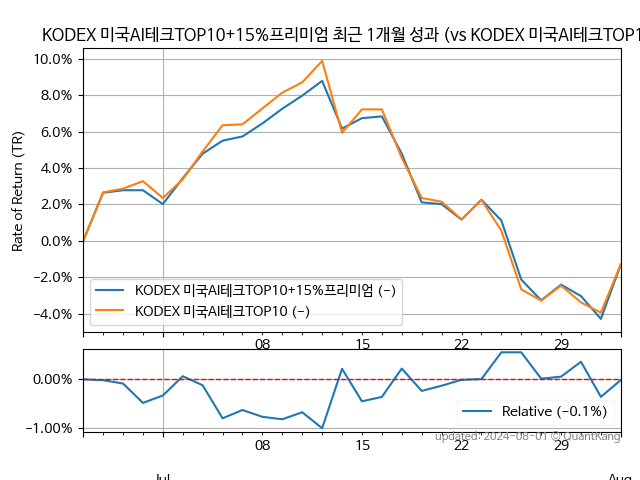 KODEX 미국AI테크TOP10+15%프리미엄 최근 1개월 성과 (vs KODEX 미국AI테크TOP1
Rate of Return (TR)
10.0%
8.0%
6.0%
4.0%
2.0%
0.0%
−2.0%
−4.0%
KODEX 미국AI테크TOP10+15%프리미엄 (-)
KODEX 미국AI테크TOP10 (-)
08 15 22 29
0.00%
−1.00%
Relative (-0.1%)
updated: 2024-08-01 © QuantKang
08 15 22 29
Jul Aug